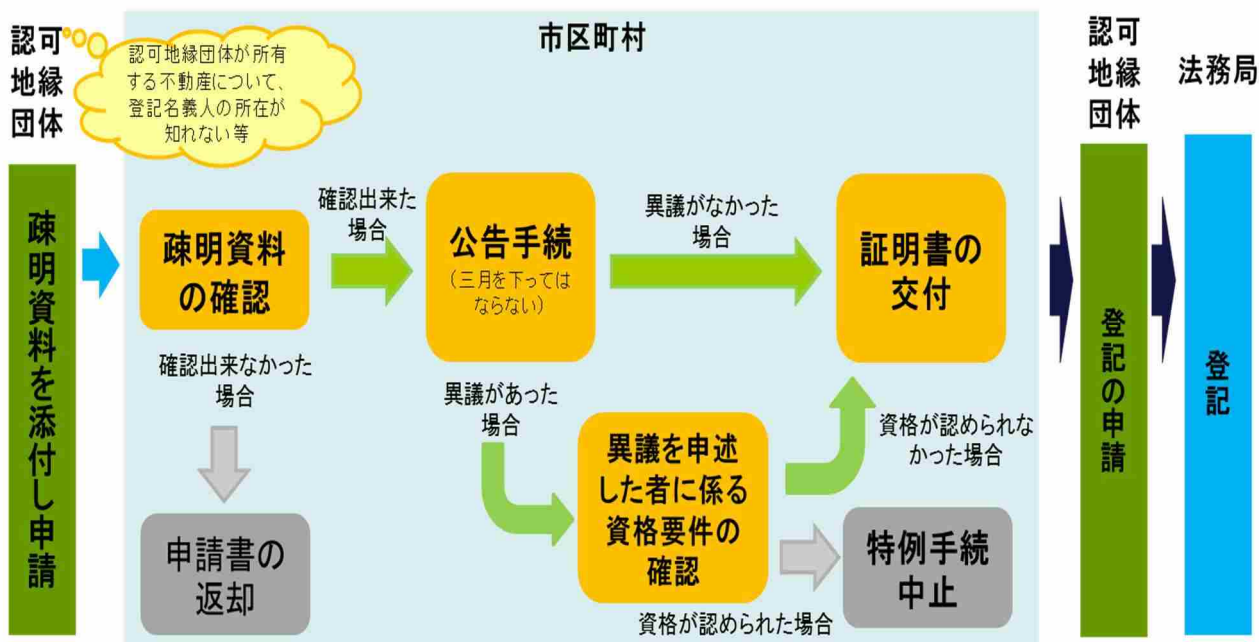 認可
地縁
団体
認可地縁団体が所有
する不動産について、
登記名義人の所在が
知れない等
市区町村
認可
地縁
団体
法務局
疎明資料を添付し申請
疎明資料
の確認
確認出来た
場合
公告手続
（三月を下っては
ならない）
異議がなかった
場合
証明書の
交付
確認出来なかった
場合
申請書の
返却
異議があった
場合
異議を申述
した者に係る
資格要件の
確認
資格が認められな
かった場合
特例手続
中止
資格が認められた場合
登記の申請
登記